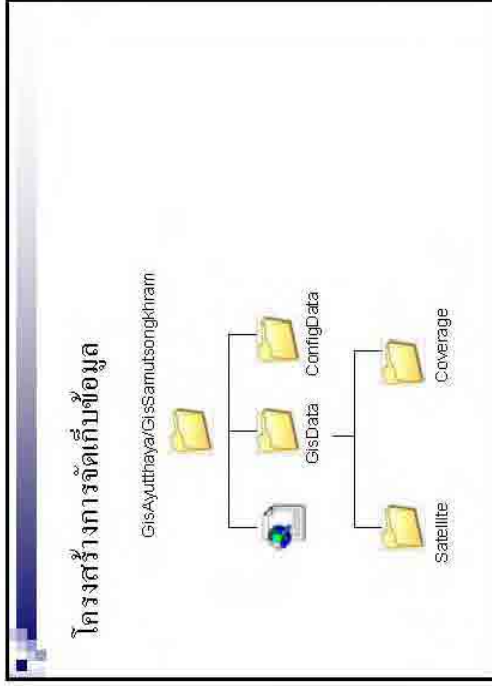 โครงสร้างการจัดเก็บข้อมูล
GisAyutthaya/GisSamutsongkhram
GisData
ConfigData
Satellite
Coverage